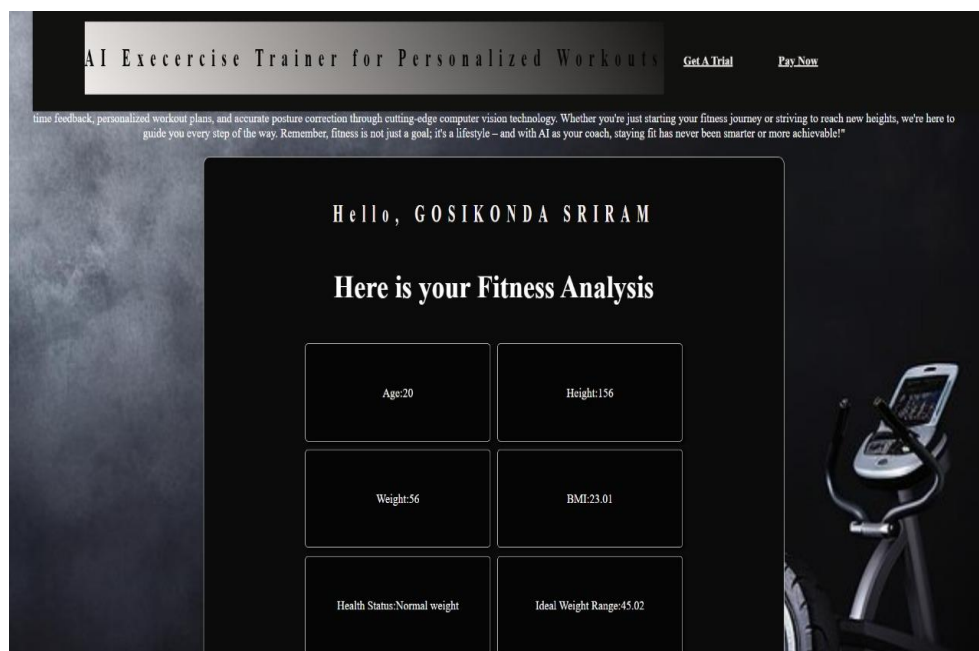 AI Execercise Trainer for Personalized Workouts
Get A Trial
Pay Now
time feedback, personalized workout plans, and accurate posture correction through cutting-edge computer vision technology. Whether you're just starting your fitness journey or striving to reach new heights, we're here to
guide you every step of the way. Remember, fitness is not just a goal; it's a lifestyle – and with AI as your coach, staying fit has never been smarter or more achievable!"
Hello, GOSIKONDA SRIRAM
Here is your Fitness Analysis
Age:20
Height:156
Weight:56
BMI:23.01
Health Status:Normal weight
Ideal Weight Range:45.02